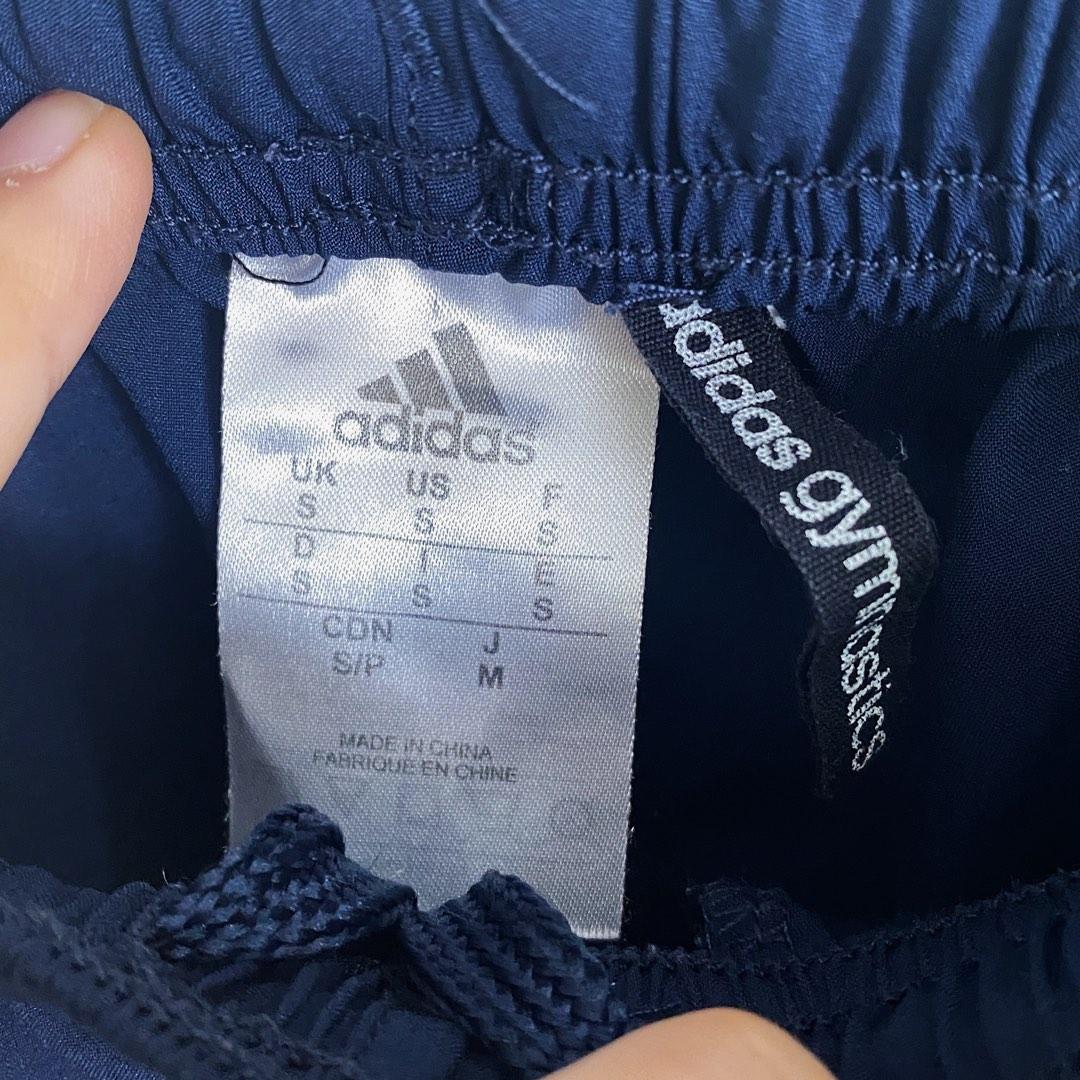 adidas
UK US F
S S S
D I E
S S S
CDN J
S/P M
MADE IN CHINA
FABRIQUE EN CHINE
adidas gymnastics